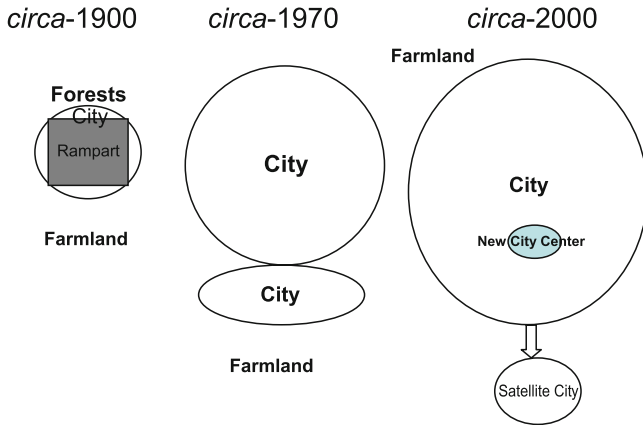 circa-1900
circa-1970
circa-2000
Forests
City
Rampart
Farmland
City
City
Farmland
Farmland
City
New City Center
Satellite City